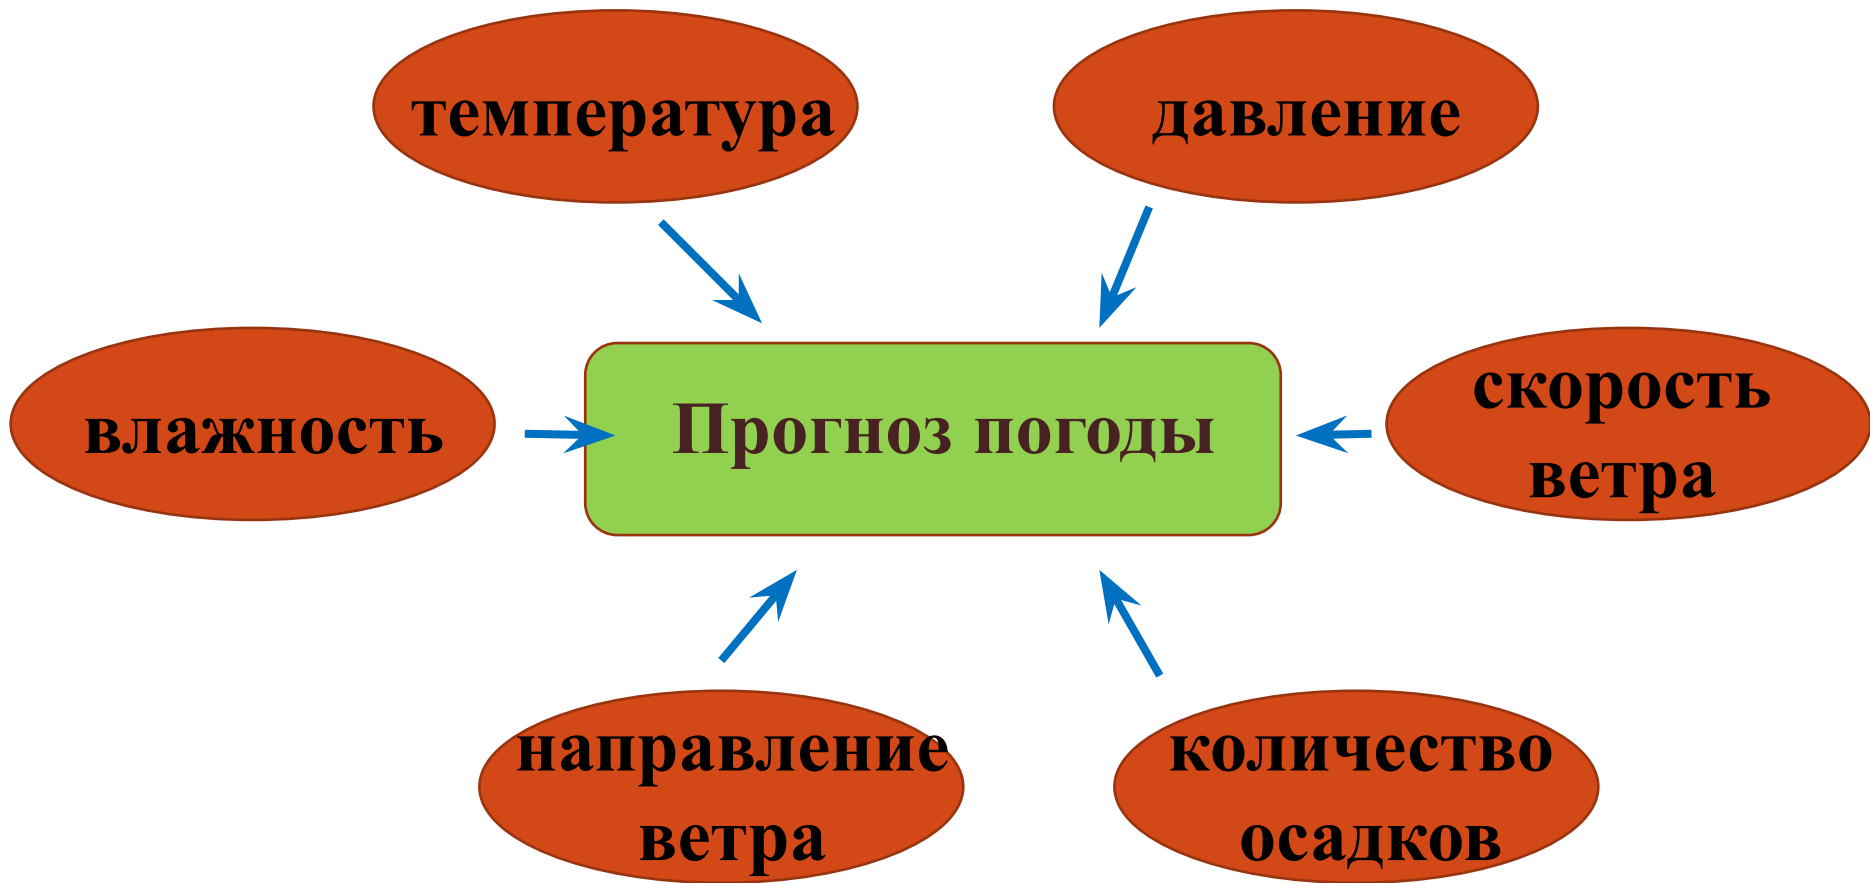 температура
давление
влажность
Прогноз погоды
скорость
ветра
направление
ветра
количество
осадков